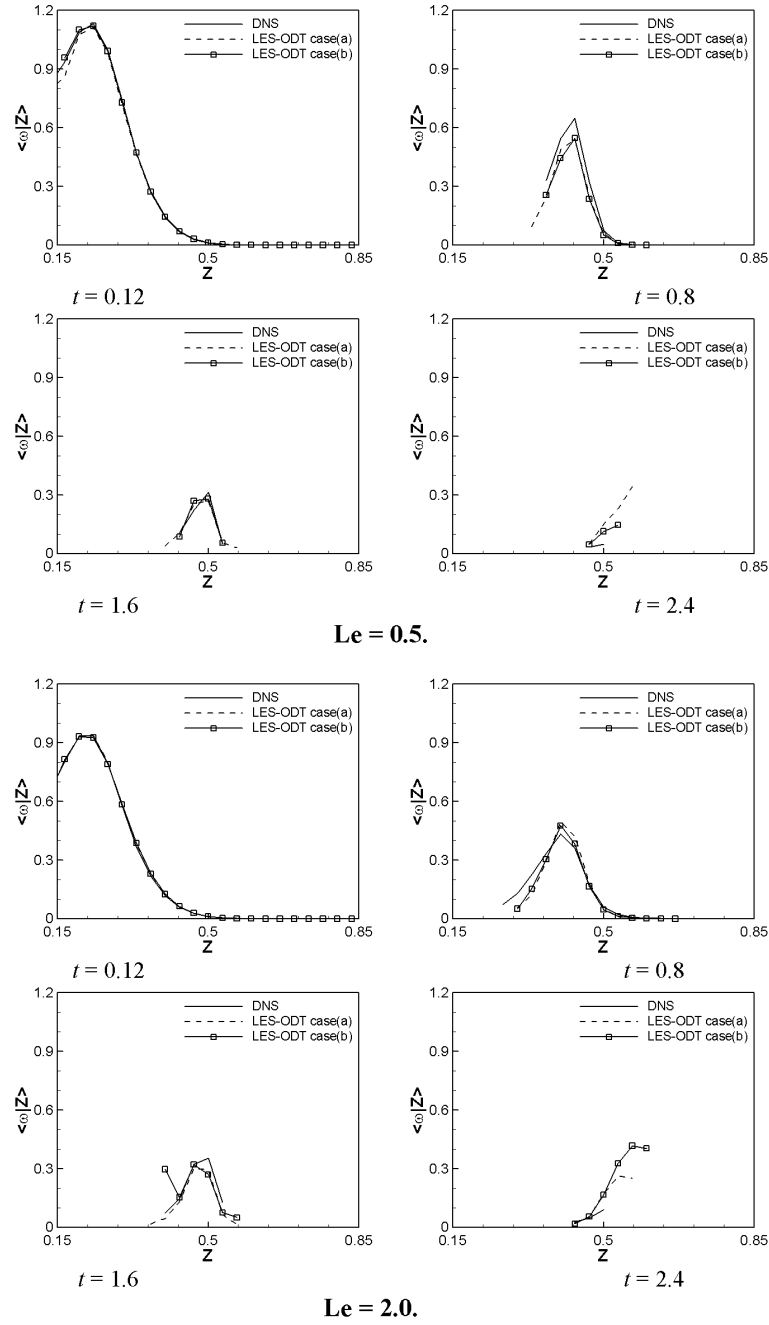 1.2
0.9
0.6
0.3
0
<ω|Z>
DNS
LES-ODT case(a)
LES-ODT case(b)
0.15
0.5
0.85
Z
t = 0.12
1.2
0.9
0.6
0.3
0
<ω|Z>
DNS
LES-ODT case(a)
LES-ODT case(b)
0.15
0.5
0.85
Z
t = 0.8
1.2
0.9
0.6
0.3
0
<ω|Z>
DNS
LES-ODT case(a)
LES-ODT case(b)
0.15
0.5
0.85
Z
t = 1.6
1.2
0.9
0.6
0.3
0
<ω|Z>
DNS
LES-ODT case(a)
LES-ODT case(b)
0.15
0.5
0.85
Z
t = 2.4
Le = 0.5.
1.2
0.9
0.6
0.3
0
<ω|Z>
DNS
LES-ODT case(a)
LES-ODT case(b)
0.15
0.5
0.85
Z
t = 0.12
1.2
0.9
0.6
0.3
0
<ω|Z>
DNS
LES-ODT case(a)
LES-ODT case(b)
0.15
0.5
0.85
Z
t = 0.8
1.2
0.9
0.6
0.3
0
<ω|Z>
DNS
LES-ODT case(a)
LES-ODT case(b)
0.15
0.5
0.85
Z
t = 1.6
1.2
0.9
0.6
0.3
0
<ω|Z>
DNS
LES-ODT case(a)
LES-ODT case(b)
0.15
0.5
0.85
Z
t = 2.4
Le = 2.0.